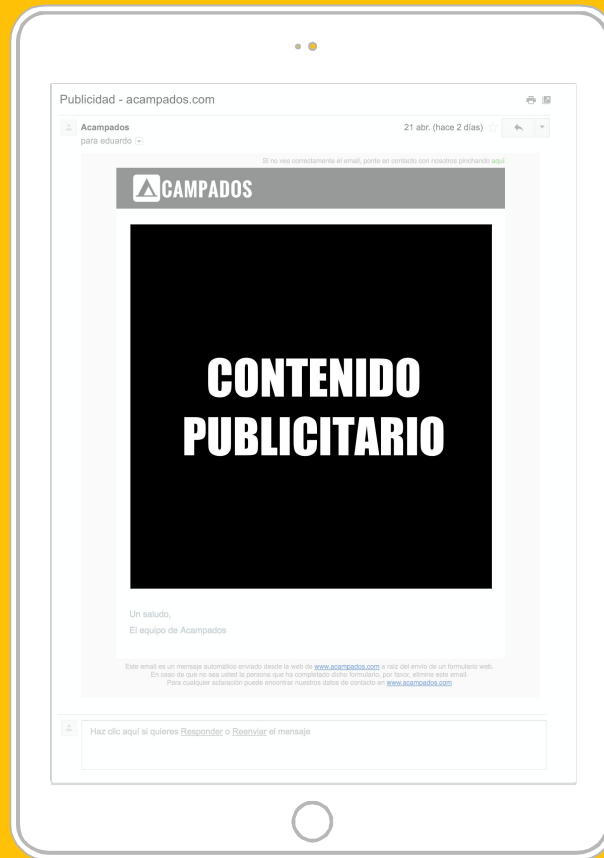 Publicidad - acampados.com
Acampados
21 abr. (hace 2 días)
para eduardo
Si no ves correctamente el email, ponte en contacto con nosotros pinchando aquí
ACAMPADOS
CONTENIDO
PUBLICITARIO
Un saludo,
El equipo de Acampados
Este email es un mensaje automático enviado desde la web de www.acampados.com a raíz del envío de un formulario web.
En caso de que no sea usted la persona que ha completado dicho formulario, por favor, elimine este email.
Para cualquier aclaración puede encontrar nuestros datos de contacto en www.acampados.com
Haz clic aquí si quieres Responder o Reenviar el mensaje